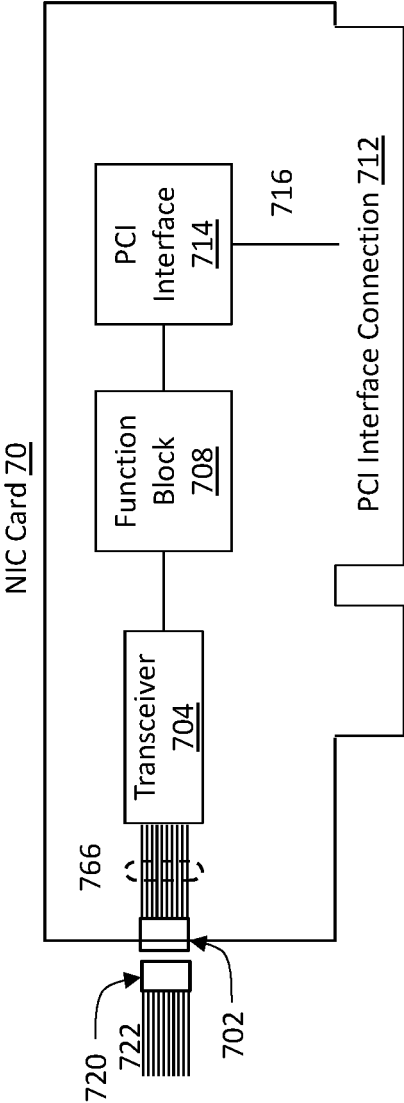 NIC Card 70
720
722
766
702
Transceiver
704
Function
Block
708
PCI
Interface
714
716
PCI Interface Connection 712